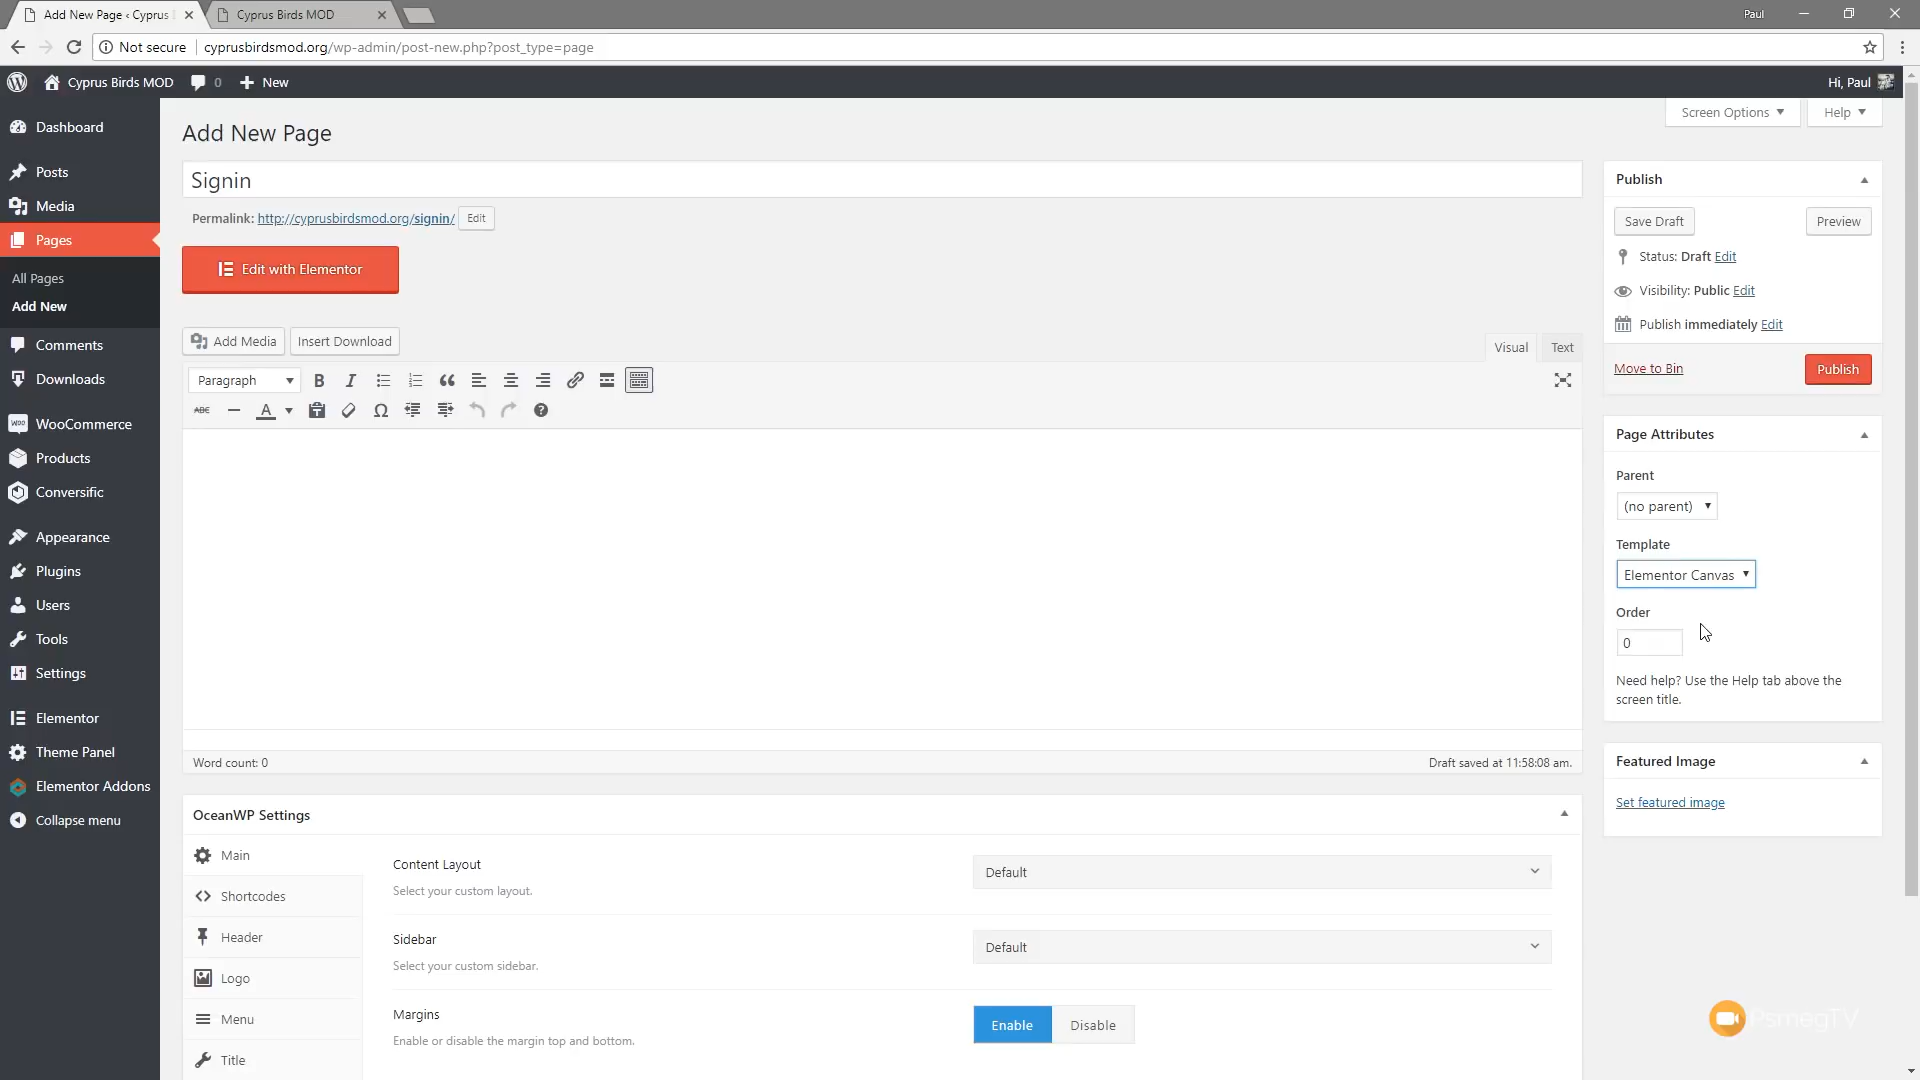 Add New Page ‹ Cyprus
Cyprus Birds MOD
Paul
Not secure
cyprusbirdsmod.org/wp-admin/post-new.php?post_type=page
Cyprus Birds MOD
0
New
Hi, Paul
Dashboard
Posts
Media
Pages
All Pages
Add New
Comments
Downloads
WooCommerce
Products
Conversific
Appearance
Plugins
Users
Tools
Settings
Elementor
Theme Panel
Elementor Addons
Collapse menu
Screen Options
Help
Add New Page
Signin
Permalink: http://cyprusbirdsmod.org/signin/ Edit
Edit with Elementor
Add Media
Insert Download
Visual
Text
Paragraph
B I
ABC A
Word count: 0
Draft saved at 11:58:08 am.
OceanWP Settings
Main
Shortcodes
Header
Logo
Menu
Title
Content Layout
Select your custom layout.
Default
Sidebar
Select your custom sidebar.
Default
Margins
Enable or disable the margin top and bottom.
Enable
Disable
Publish
Save Draft
Preview
Status: Draft Edit
Visibility: Public Edit
Publish immediately Edit
Move to Bin
Publish
Page Attributes
Parent
(no parent)
Template
Elementor Canvas
Order
0
Need help? Use the Help tab above the
screen title.
Featured Image
Set featured image
PsmegTV